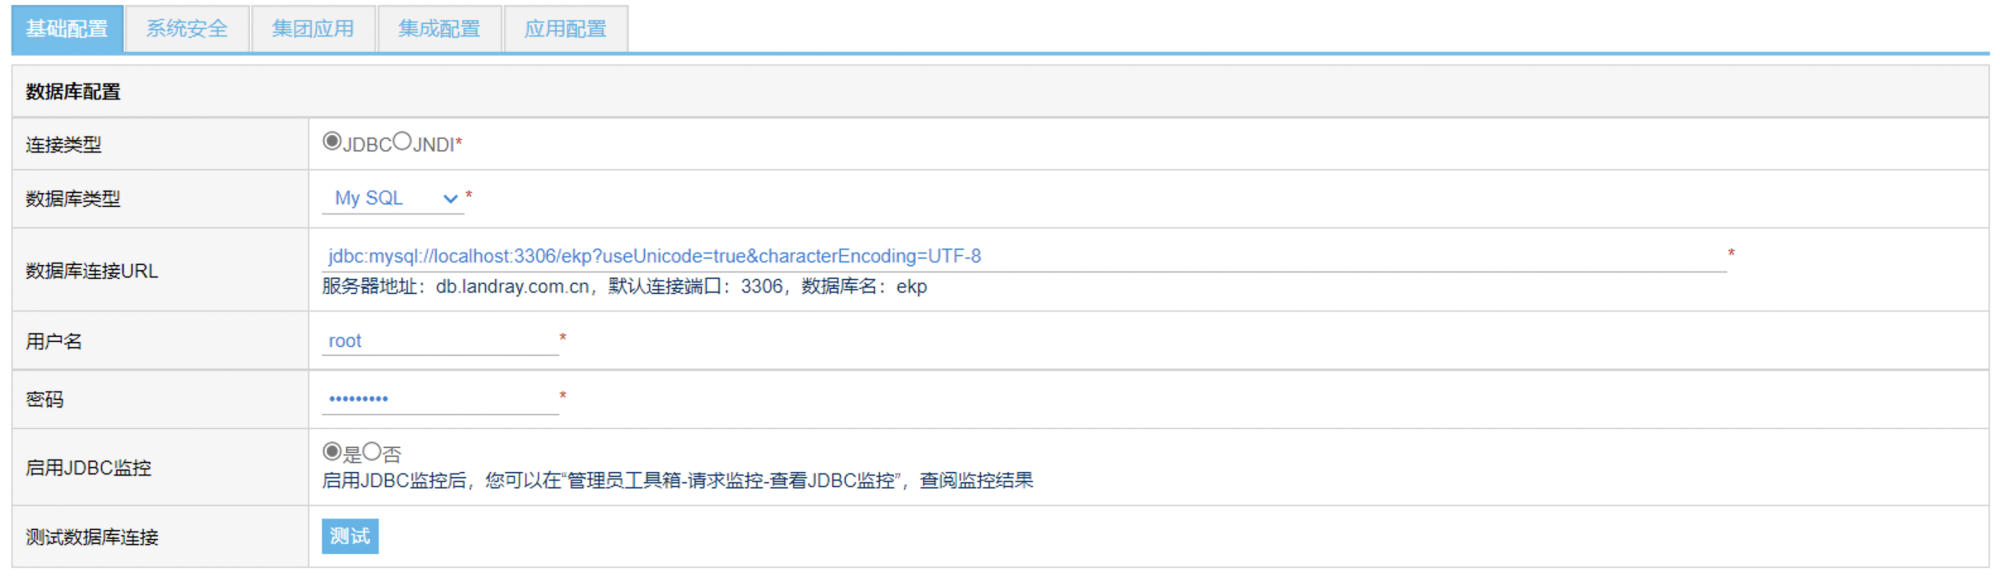 基础配置 系统安全 集团应用 集成配置 应用配置
数据库配置
连接类型 JDBC JNDI*
数据库类型 My SQL *
数据库连接URL jdbc:mysql://localhost:3306/ekp?useUnicode=true&characterEncoding=UTF-8 *
服务器地址：db.landray.com.cn，默认连接端口：3306，数据库名：ekp
用户名 root *
密码 ••••••••• *
启用JDBC监控 是 否
启用JDBC监控后，您可以在“管理员工具箱-请求监控-查看JDBC监控”，查阅监控结果
测试数据库连接 测试